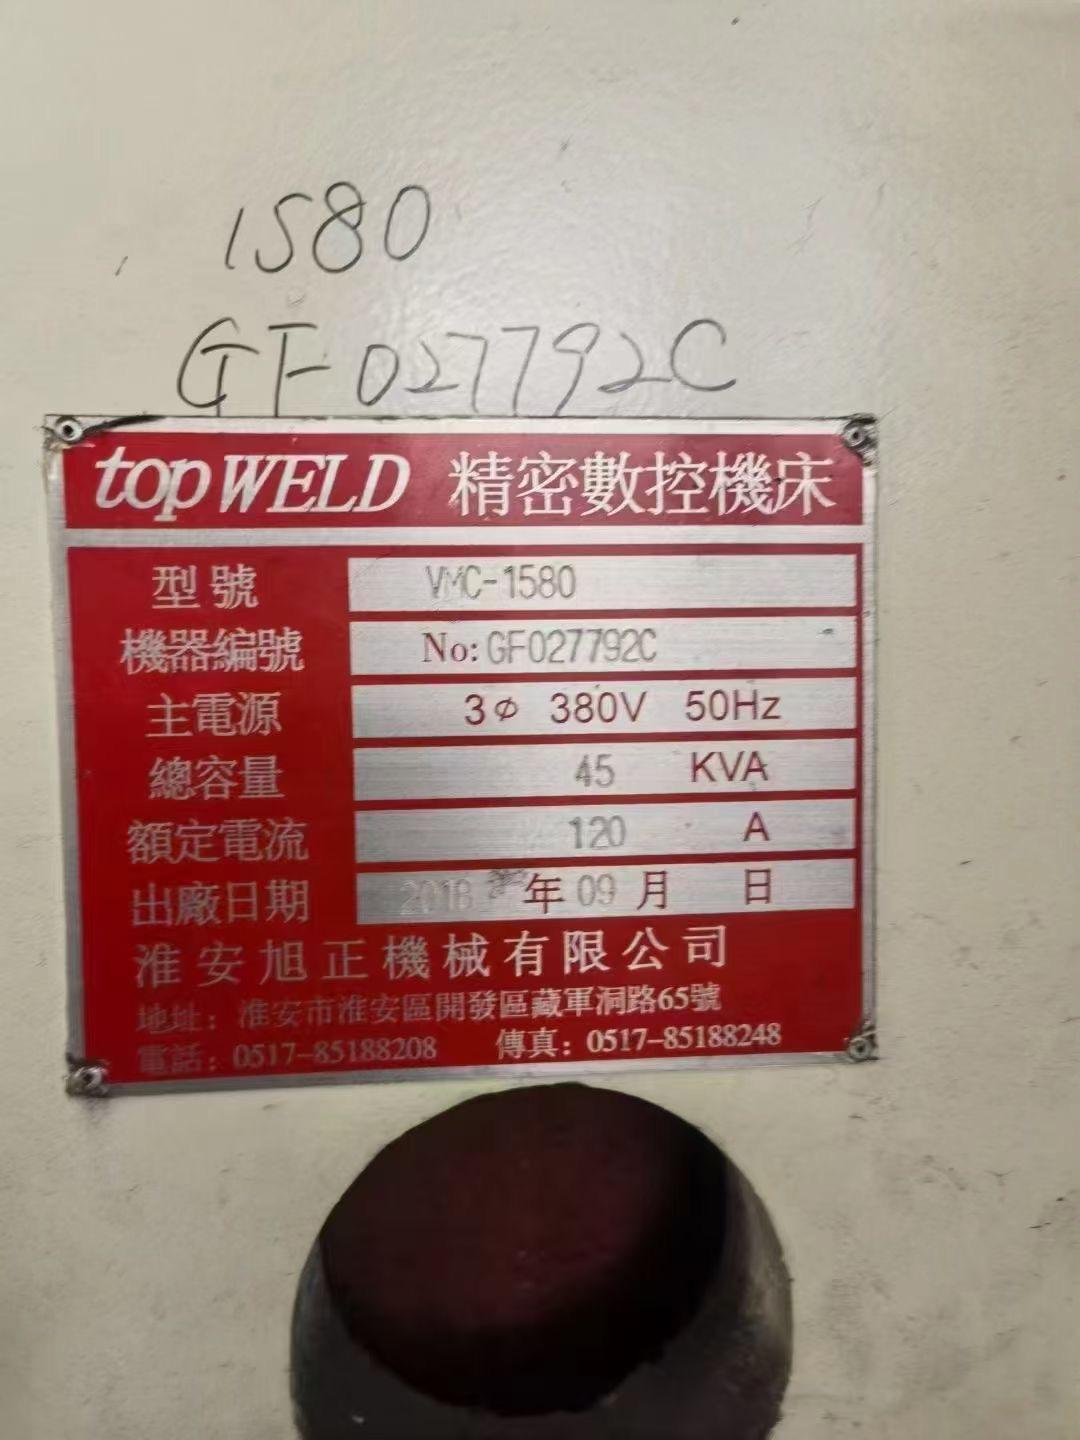 1580
GF027792C
topWELD 精密數控機床
型號 VMC-1580
機器編號 No:GF027792C
主電源 3φ 380V 50Hz
總容量 45 KVA
額定電流 120 A
出廠日期 2018 年 09 月 日
淮安旭正機械有限公司
地址：淮安市淮安區開發區藏軍洞路65號
電話：0517-85188208 傳真：0517-85188248